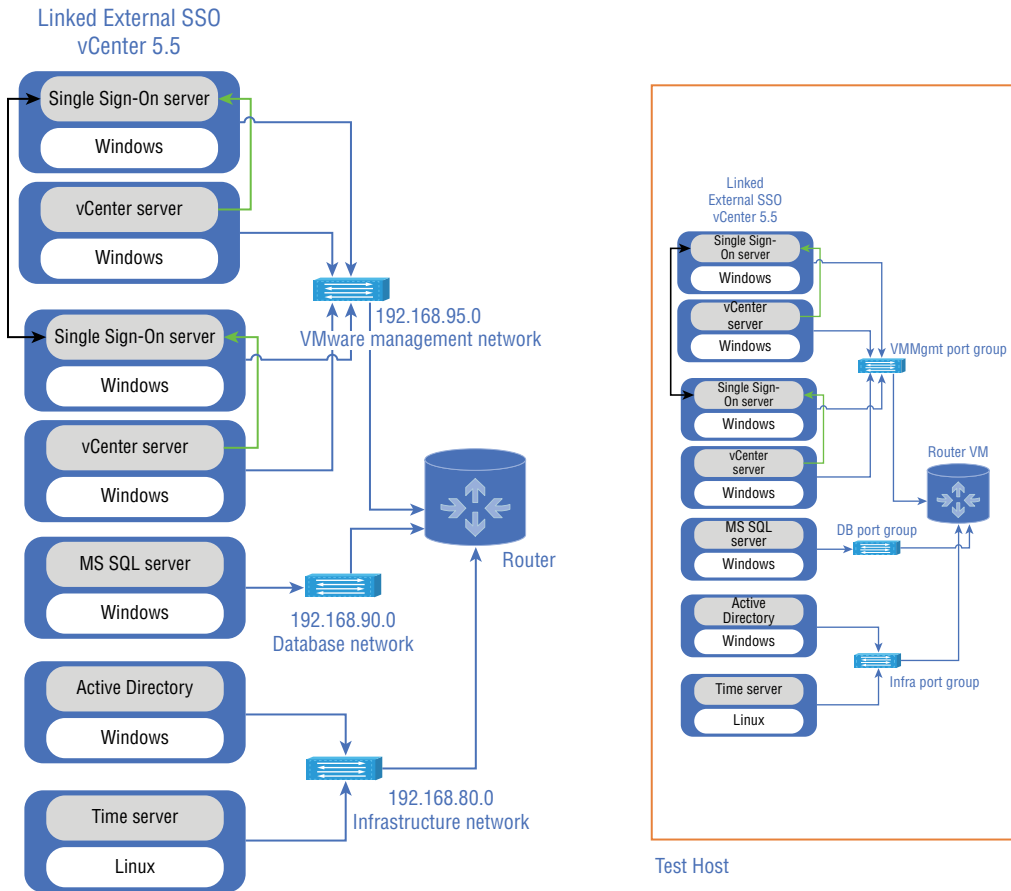 Linked External SSO
vCenter 5.5
Single Sign-On server
Windows
vCenter server
Windows
192.168.95.0
VMware management network
Single Sign-On server
Windows
vCenter server
Windows
Router
MS SQL server
Windows
192.168.90.0
Database network
Active Directory
Windows
192.168.80.0
Infrastructure network
Time server
Linux
Linked
External SSO
vCenter 5.5
Single Sign-
On server
Windows
vCenter
server
Windows
VMMgmt port group
Single Sign-
On server
Windows
vCenter
server
Windows
Router VM
MS SQL
server
Windows
DB port group
Active
Directory
Windows
Infra port group
Time server
Linux
Test Host